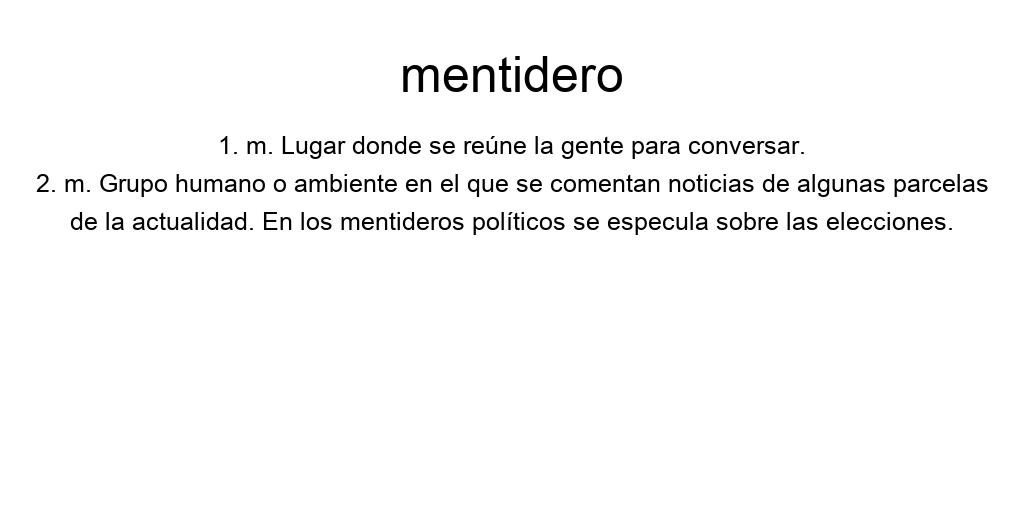 mentidero
1. m. Lugar donde se reúne la gente para conversar.
2. m. Grupo humano o ambiente en el que se comentan noticias de algunas parcelas
de la actualidad. En los mentideros políticos se especula sobre las elecciones.